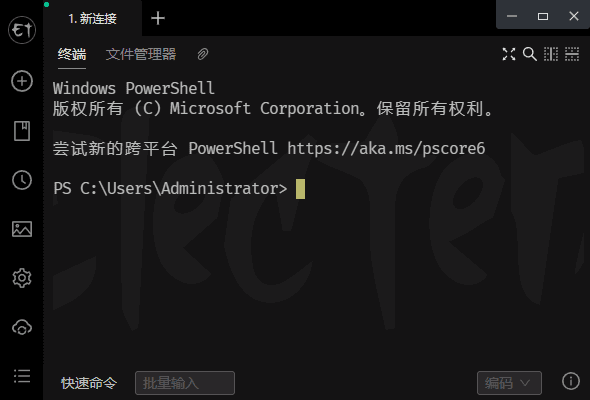 1. 新连接
终端 文件管理器
Windows PowerShell
版权所有 (C) Microsoft Corporation。保留所有权利。
尝试新的跨平台 PowerShell https://aka.ms/pscore6
PS C:\Users\Administrator>
快速命令 批量输入 编码